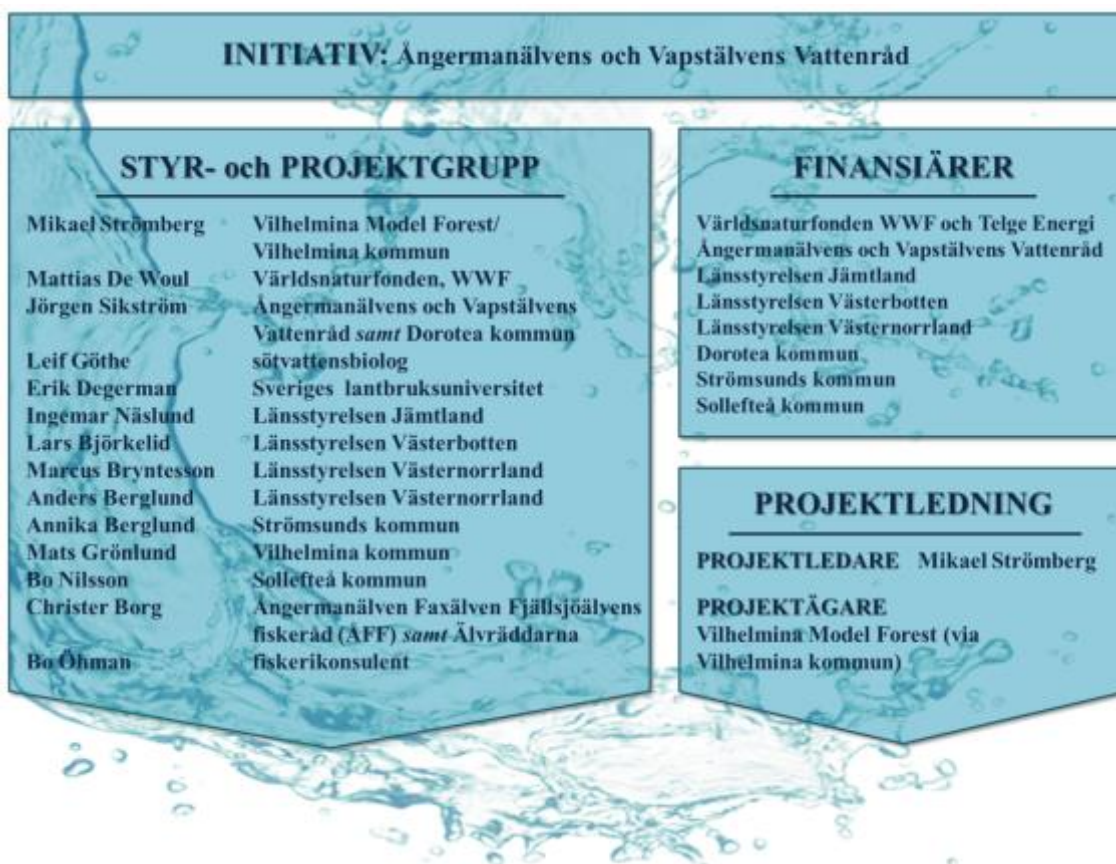 INITIATIV: Ångermanälvens och Vapstälvens Vattenråd
STYR- och PROJEKTGRUPP
Mikael Strömberg Vilhelmina Model Forest/
Vilhelmina kommun
Mattias De Woul Världsnaturfonden, WWF
Jörgen Sikström Ångermanälvens och Vapstälvens
Vattenråd samt Dorotea kommun
Leif Göthe sötvattensbiolog
Erik Degerman Sveriges lantbruksuniversitet
Ingemar Näslund Länsstyrelsen Jämtland
Lars Björkelid Länsstyrelsen Västerbotten
Marcus Bryntesson Länsstyrelsen Västernorrland
Anders Berglund Länsstyrelsen Västernorrland
Annika Berglund Strömsunds kommun
Mats Grönlund Vilhelmina kommun
Bo Nilsson Sollefteå kommun
Christer Borg Ångermanälven Faxälven Fjällsjöälvens
fiskeråd (ÅFF) samt Älvräddarna
Bo Öhman fiskerikonsulent
FINANSIÄRER
Världsnaturfonden WWF och Telge Energi
Ångermanälvens och Vapstälvens Vattenråd
Länsstyrelsen Jämtland
Länsstyrelsen Västerbotten
Länsstyrelsen Västernorrland
Dorotea kommun
Strömsunds kommun
Sollefteå kommun
PROJEKTLEDNING
PROJEKTLEDARE Mikael Strömberg
PROJEKTÄGARE
Vilhelmina Model Forest (via
Vilhelmina kommun)